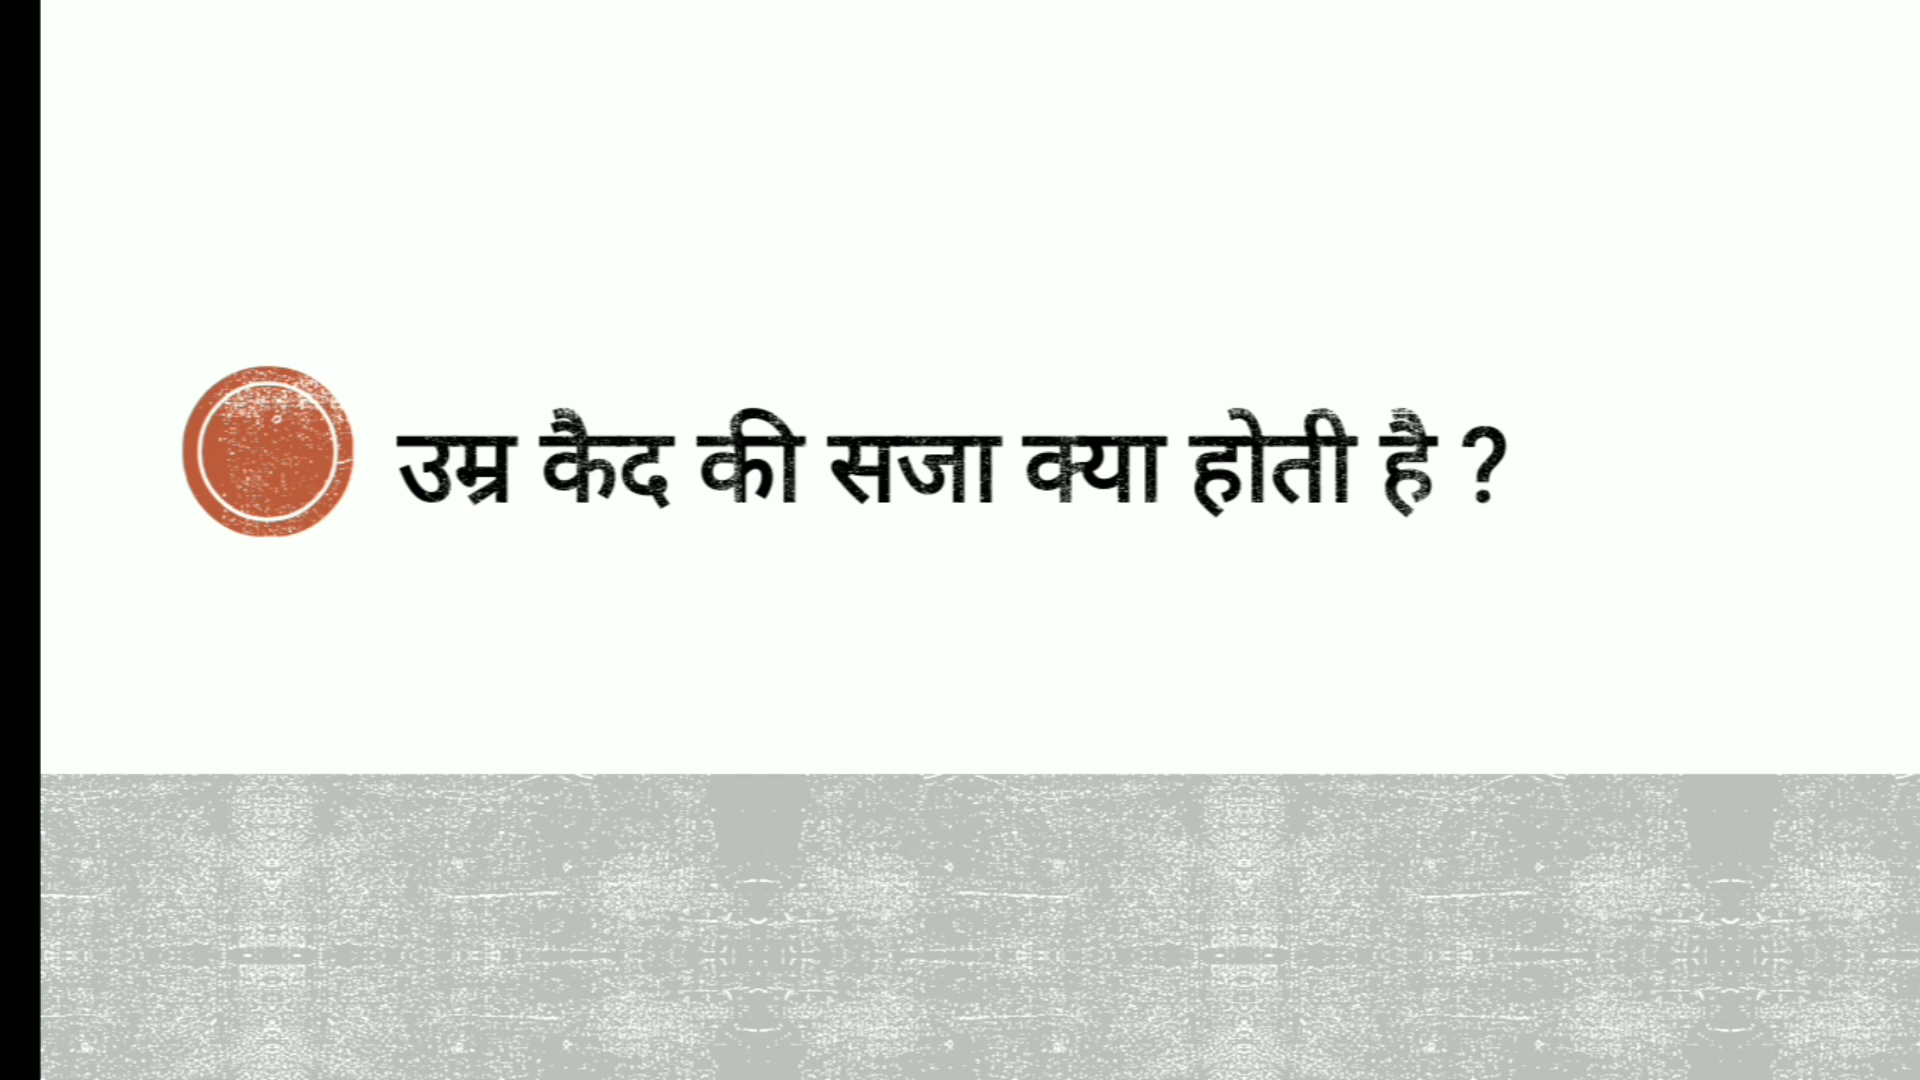 उम्र कैद की सजा क्या होती है ?